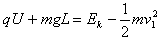 qU + mgL = E_k − \frac{1}{2}mv_1^2